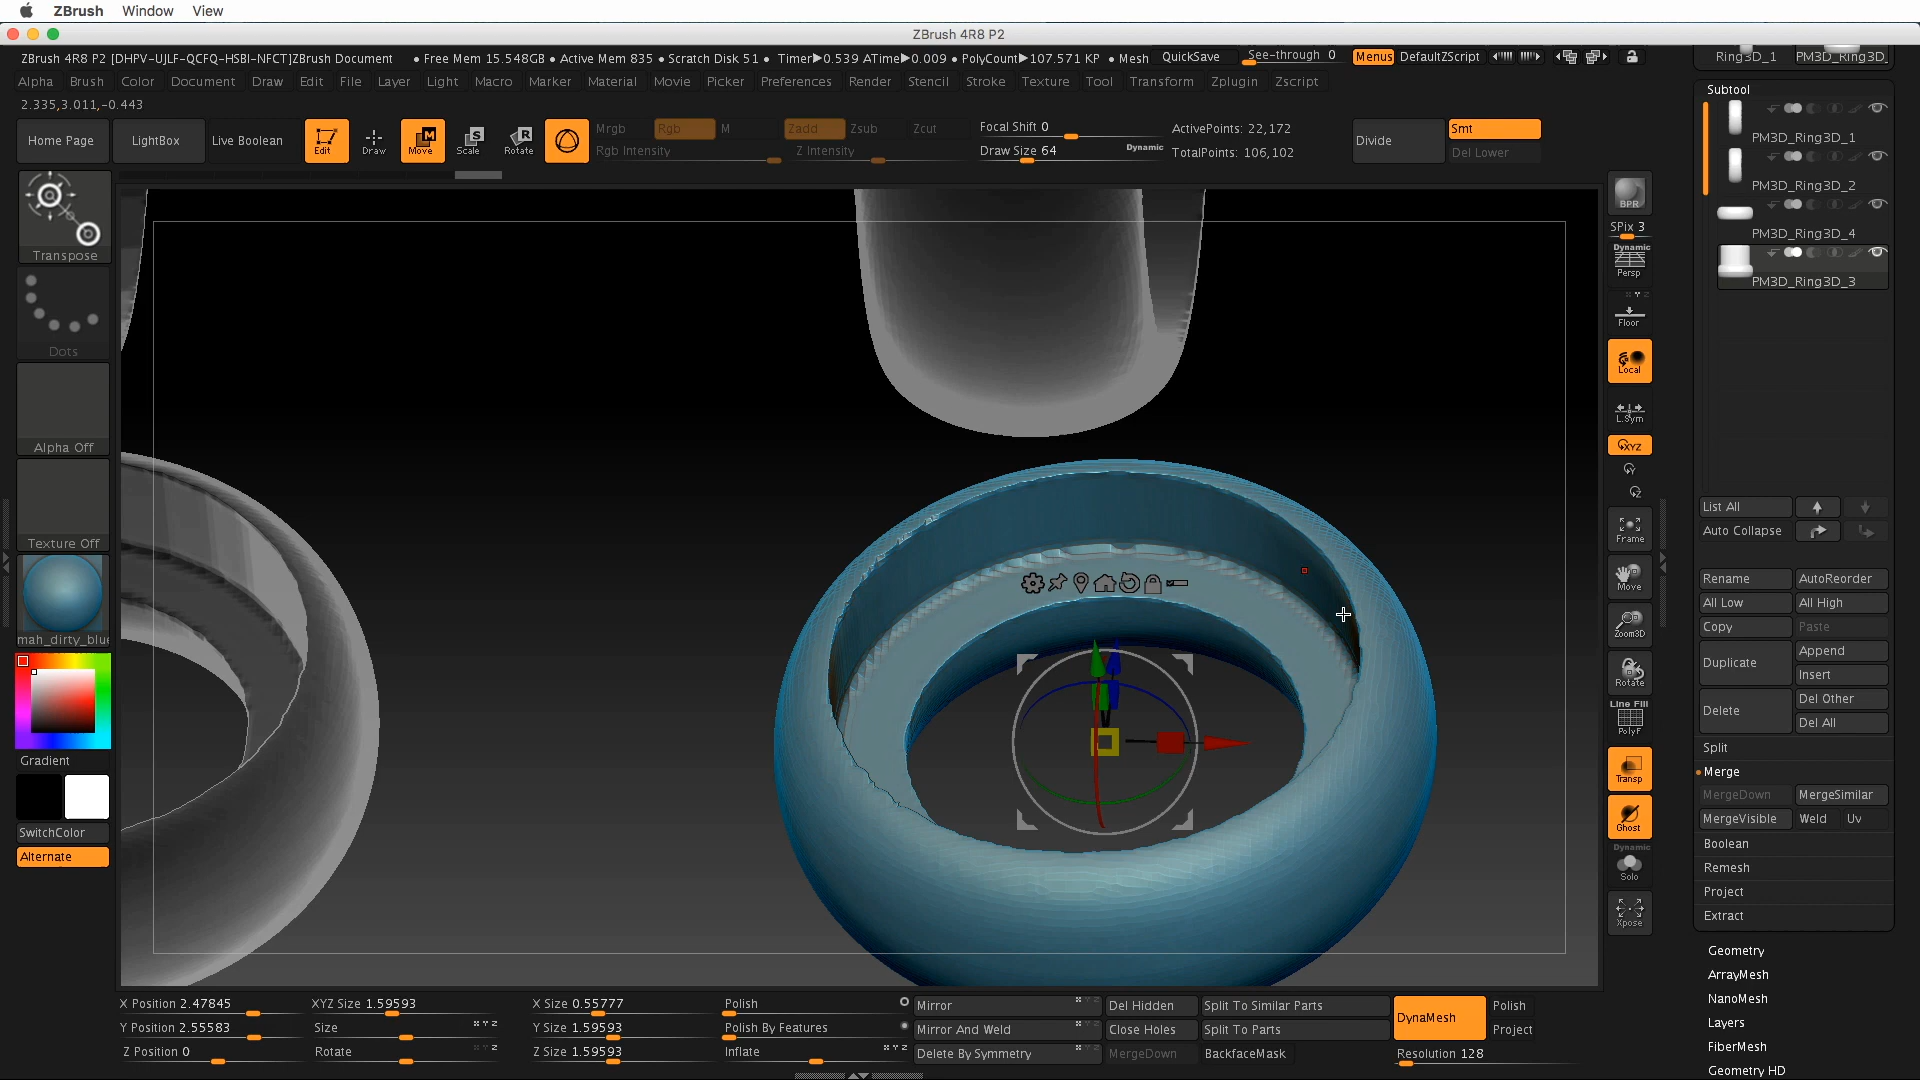 ZBrush Window View
ZBrush 4R8 P2
ZBrush 4R8 P2 [DHPV-UJLF-QCFQ-HSBI-NFCT]ZBrush Document • Free Mem 15.548GB • Active Mem 835 • Scratch Disk 51 • Timer▶0.539 ATime▶0.009 • PolyCount▶107.571 KP • Mesh QuickSave See-through 0 Menus DefaultZScript
Ring3D_1 PM3D_Ring3D_
Alpha Brush Color Document Draw Edit File Layer Light Macro Marker Material Movie Picker Preferences Render Stencil Stroke Texture Tool Transform Zplugin Zscript
2.335,3.011,-0.443
Home Page LightBox Live Boolean Edit Draw Move Scale Rotate
Mrgb Rgb M Zadd Zsub Zcut
Rgb Intensity Z Intensity
Focal Shift 0
Draw Size 64 Dynamic
ActivePoints: 22,172
TotalPoints: 106,102
Divide Smt
Del Lower
Transpose
Dots
Alpha Off
Texture Off
mah_dirty_blue
Gradient
SwitchColor
Alternate
BPR
SPix 3
Dynamic
Persp
Floor
Local
L.Sym
XYZ
Y
Z
Frame
Move
Zoom3D
Rotate
Line Fill
PolyF
Transp
Ghost
Dynamic
Solo
Xpose
Subtool
PM3D_Ring3D_1
PM3D_Ring3D_2
PM3D_Ring3D_4
PM3D_Ring3D_3
List All
Auto Collapse
Rename AutoReorder
All Low All High
Copy Paste
Duplicate Append
Insert
Delete Del Other
Del All
Split
Merge
MergeDown MergeSimilar
MergeVisible Weld Uv
Boolean
Remesh
Project
Extract
Geometry
ArrayMesh
NanoMesh
Layers
FiberMesh
Geometry HD
X Position 2.47845 XYZ Size 1.59593 X Size 0.55777 Polish Mirror Del Hidden Split To Similar Parts DynaMesh Polish
Y Position 2.55583 Size Y Size 1.59593 Polish By Features Mirror And Weld Close Holes Split To Parts Project
Z Position 0 Rotate Z Size 1.59593 Inflate Delete By Symmetry MergeDown BackfaceMask Resolution 128